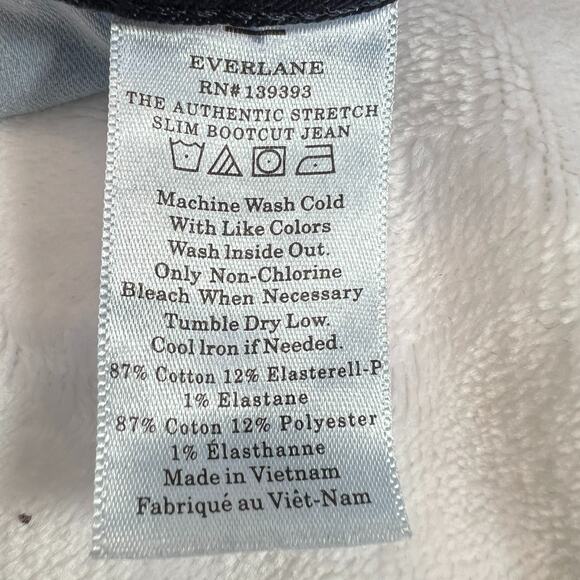 EVERLANE
RN# 139393
THE AUTHENTIC STRETCH
SLIM BOOTCUT JEAN
Machine Wash Cold
With Like Colors
Wash Inside Out.
Only Non-Chlorine
Bleach When Necessary
Tumble Dry Low.
Cool Iron if Needed.
87% Cotton 12% Elasterell-P
1% Elastane
87% Coton 12% Polyester
1% Élasthanne
Made in Vietnam
Fabriqué au Viêt-Nam